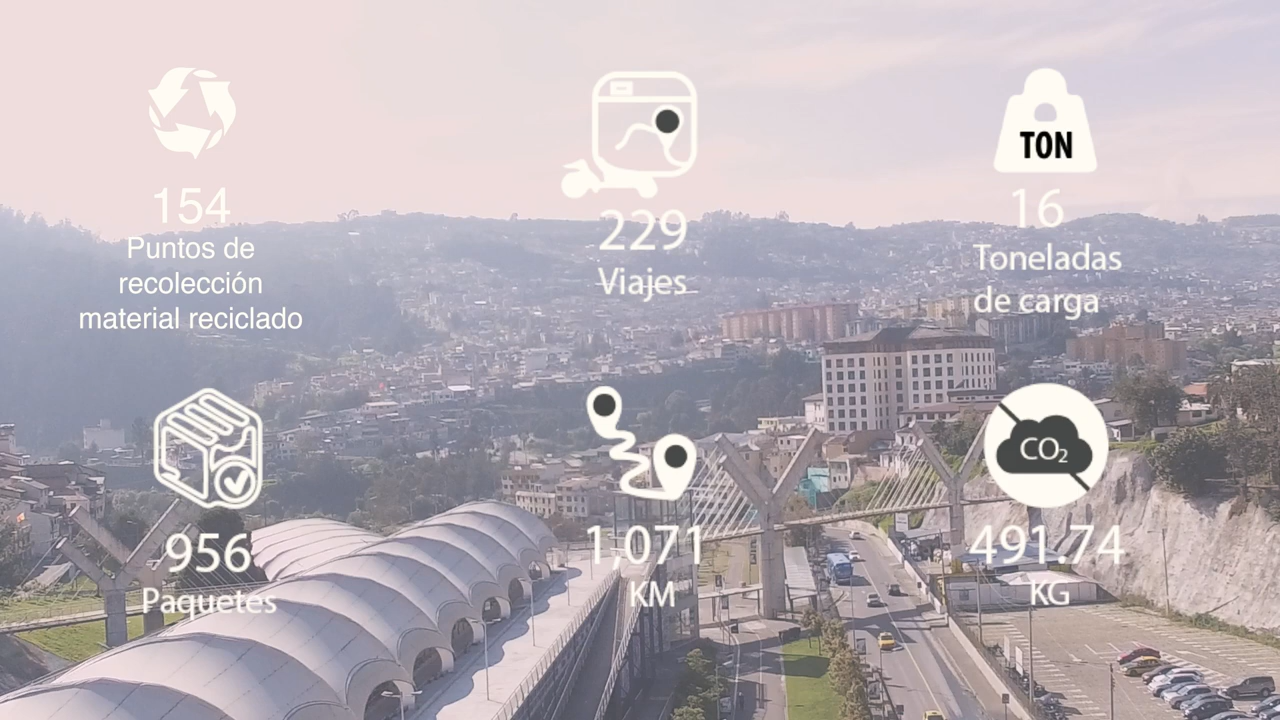 154
Puntos de
recolección
material reciclado
229
Viajes
TON
16
Toneladas
de carga
956
Paquetes
1,071
KM
CO₂
491,74
KG